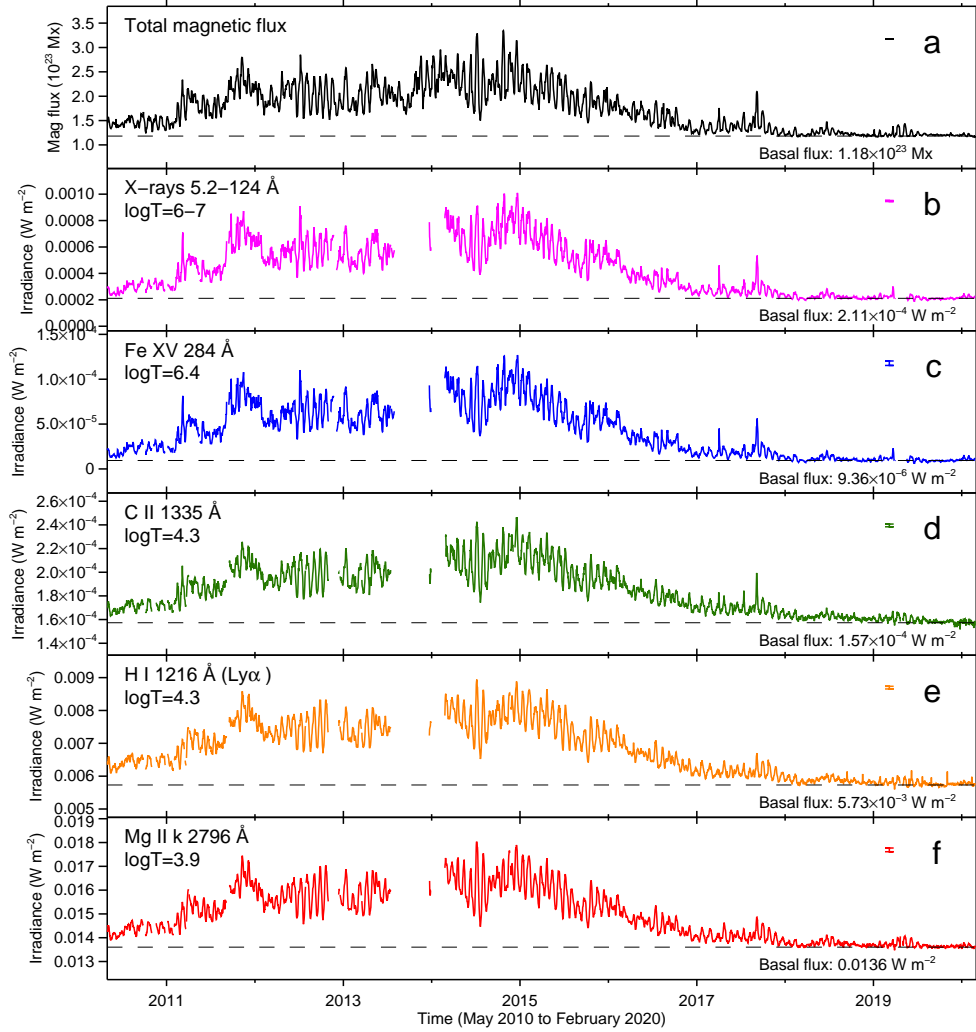 Mag flux (10²³ Mx)
3.5
3.0
2.5
2.0
1.5
1.0
Total magnetic flux
a
Basal flux: 1.18×10²³ Mx
Irradiance (W m⁻²)
0.0010
0.0008
0.0006
0.0004
0.0002
0.0000
X−rays 5.2−124 Å
logT=6−7
b
Basal flux: 2.11×10⁻⁴ W m⁻²
Irradiance (W m⁻²)
1.5×10⁻⁴
1.0×10⁻⁴
5.0×10⁻⁵
0
Fe XV 284 Å
logT=6.4
c
Basal flux: 9.36×10⁻⁶ W m⁻²
Irradiance (W m⁻²)
2.6×10⁻⁴
2.4×10⁻⁴
2.2×10⁻⁴
2.0×10⁻⁴
1.8×10⁻⁴
1.6×10⁻⁴
1.4×10⁻⁴
C II 1335 Å
logT=4.3
d
Basal flux: 1.57×10⁻⁴ W m⁻²
Irradiance (W m⁻²)
0.009
0.008
0.007
0.006
0.005
H I 1216 Å (Lyα )
logT=4.3
e
Basal flux: 5.73×10⁻³ W m⁻²
Irradiance (W m⁻²)
0.019
0.018
0.017
0.016
0.015
0.014
0.013
Mg II k 2796 Å
logT=3.9
f
Basal flux: 0.0136 W m⁻²
2011 2013 2015 2017 2019
Time (May 2010 to February 2020)